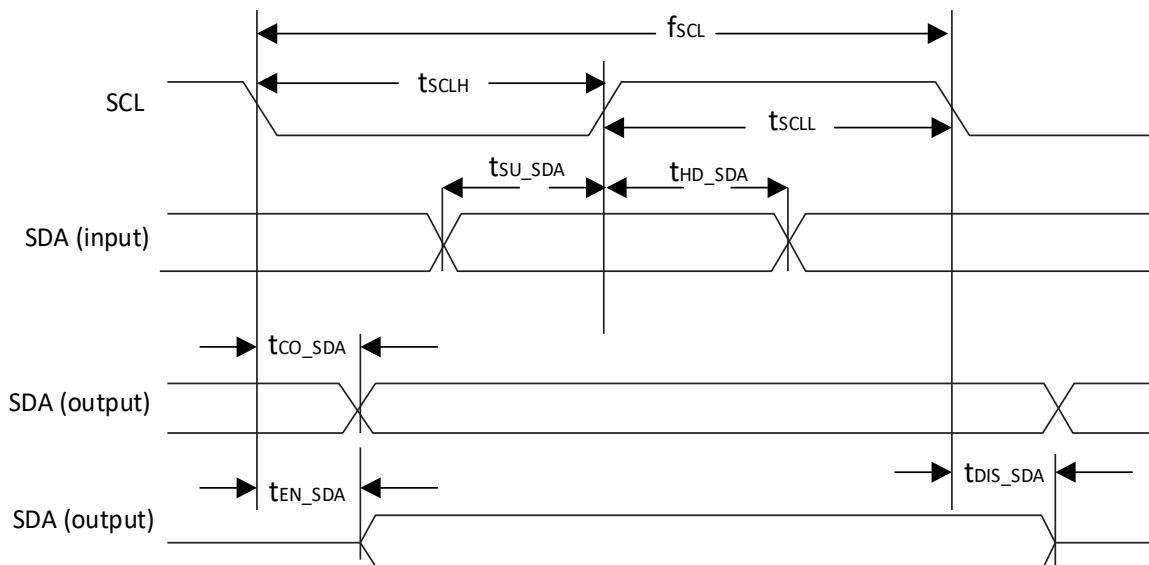 fSCL
SCL
tSCLH
tSCLL
tSU_SDA
tHD_SDA
SDA (input)
tCO_SDA
SDA (output)
tEN_SDA
tDIS_SDA
SDA (output)